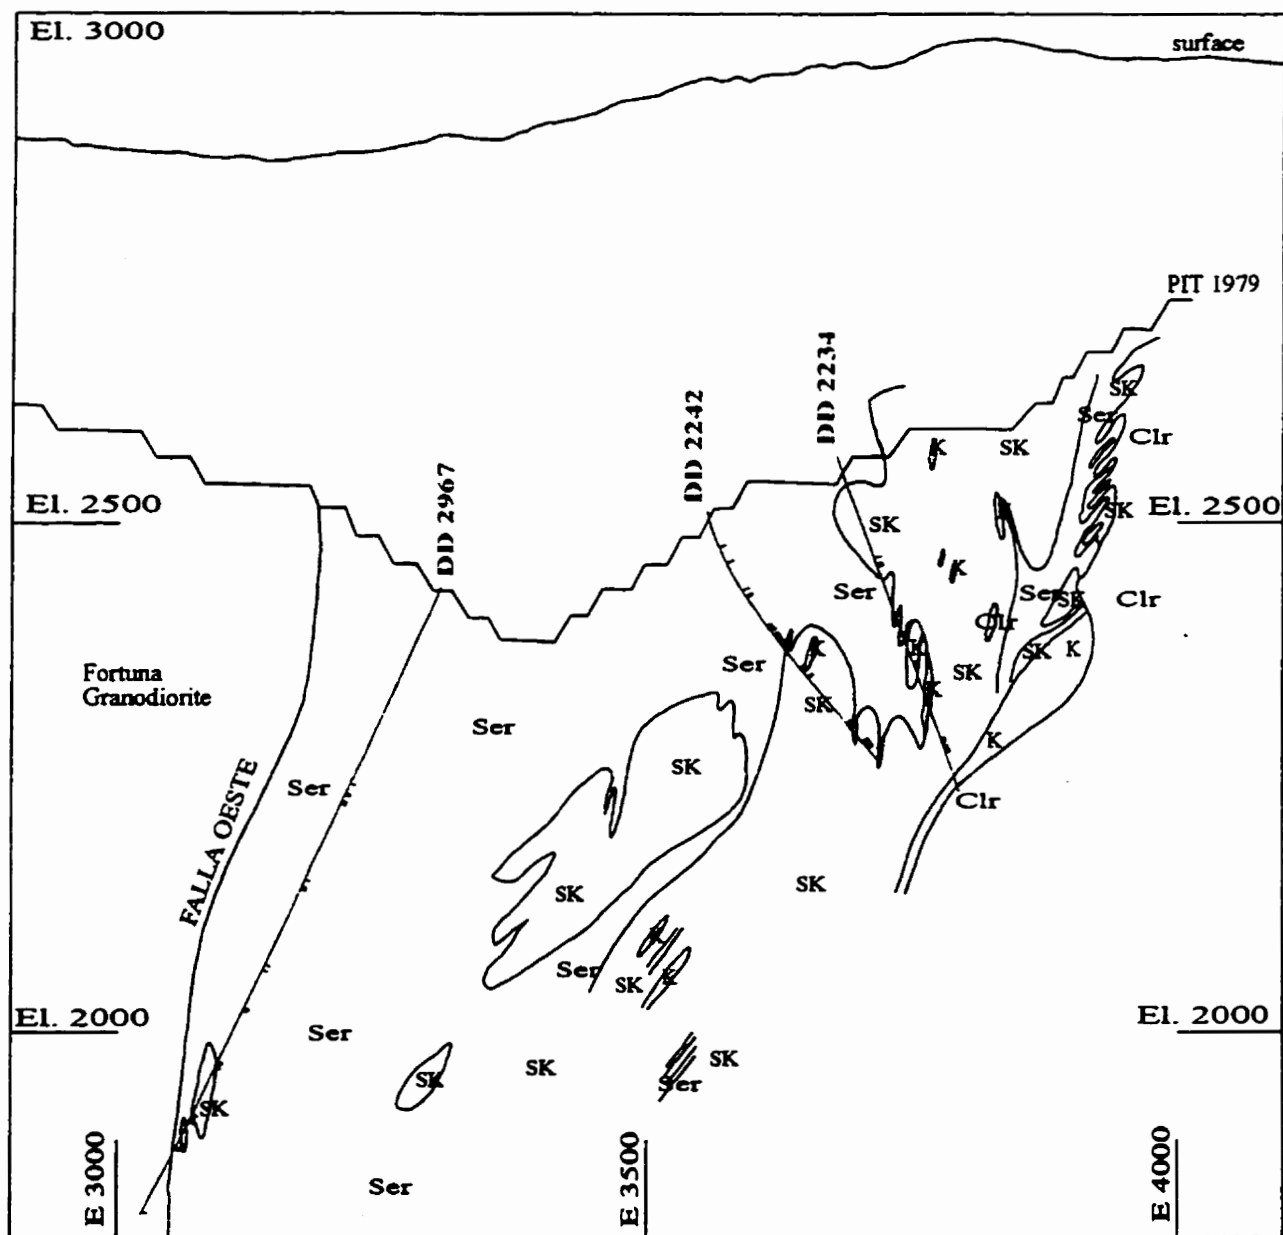 El. 3000
surface
PIT 1979
DD 2234
DD 2242
DD 2967
SK
Ser
Clr
K
SK
El. 2500
El. 2500
SK
SK
K
Ser
Ser
SK
Clr
Clr
Fortuna
Granodiorite
Ser
K
K
SK
SK
K
K
SK
Ser
K
SK
Ser
FALLA OESTE
Clr
SK
SK
K
Ser
SK
K
El. 2000
El. 2000
Ser
SK
SK
SK
Ser
SK
Ser
E 3000
E 3500
E 4000